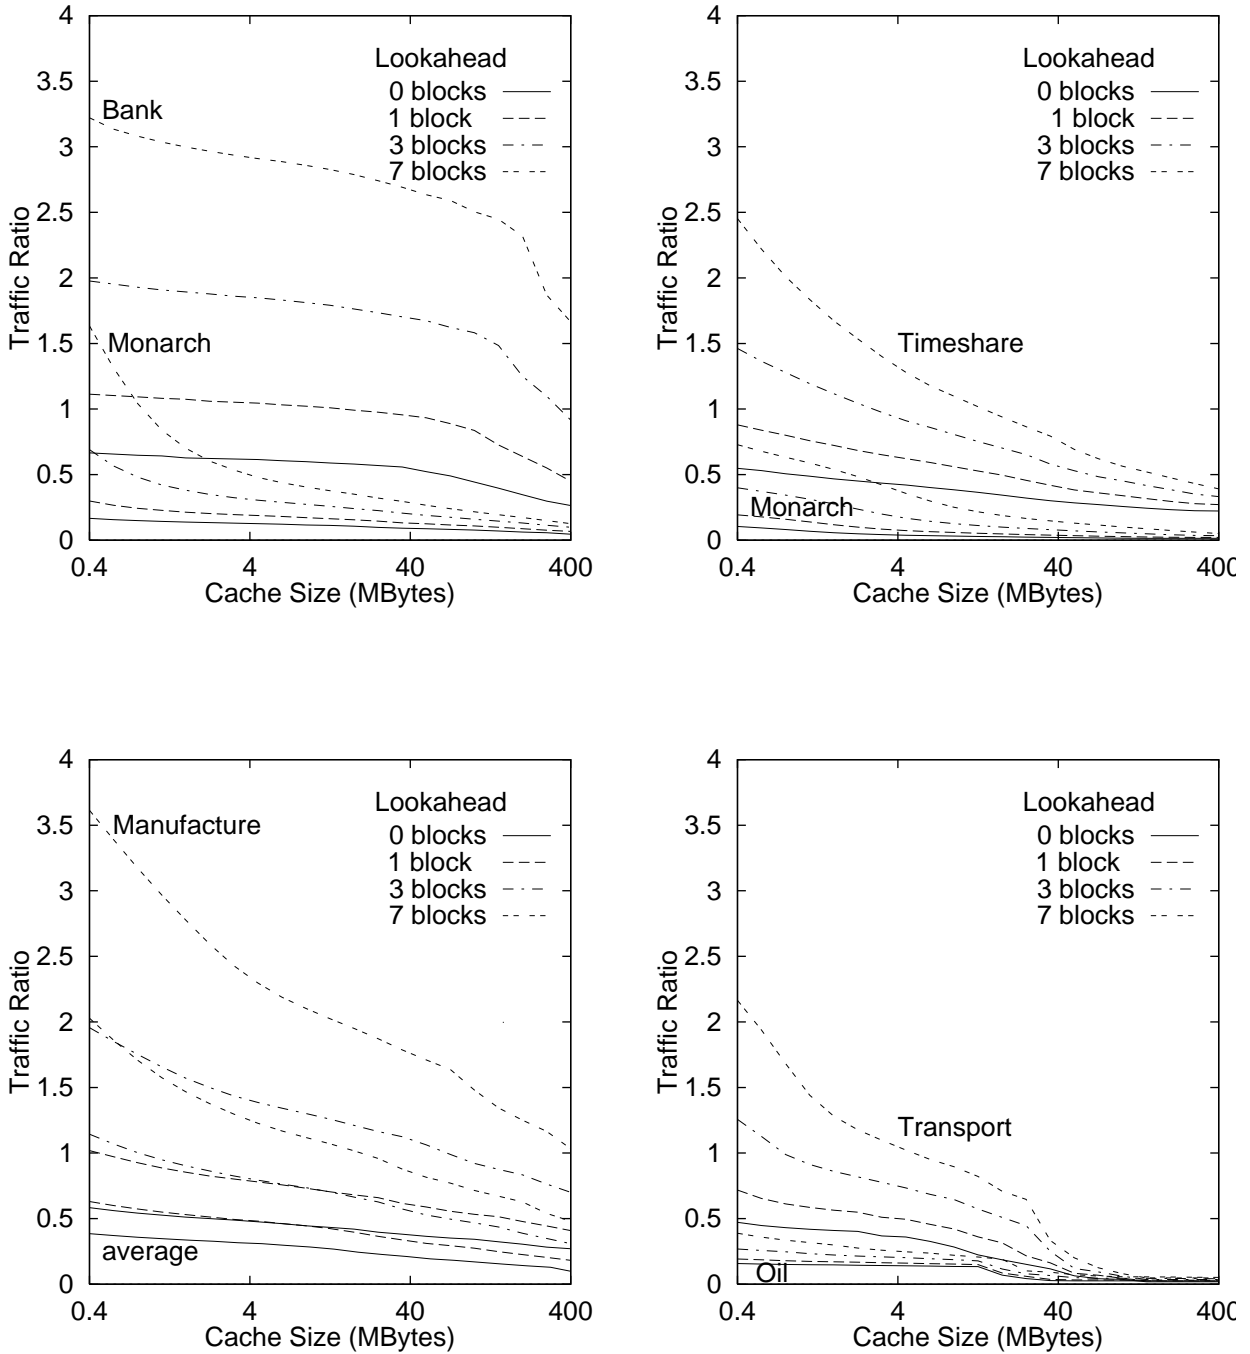 4
3.5
3
2.5
2
1.5
1
0.5
0
Traffic Ratio
Lookahead
0 blocks
1 block
3 blocks
7 blocks
Bank
Monarch
0.4 4 40 400
Cache Size (MBytes)
4
3.5
3
2.5
2
1.5
1
0.5
0
Traffic Ratio
Lookahead
0 blocks
1 block
3 blocks
7 blocks
Timeshare
Monarch
0.4 4 40 400
Cache Size (MBytes)
4
3.5
3
2.5
2
1.5
1
0.5
0
Traffic Ratio
Lookahead
0 blocks
1 block
3 blocks
7 blocks
Manufacture
average
0.4 4 40 400
Cache Size (MBytes)
4
3.5
3
2.5
2
1.5
1
0.5
0
Traffic Ratio
Lookahead
0 blocks
1 block
3 blocks
7 blocks
Transport
Oil
0.4 4 40 400
Cache Size (MBytes)